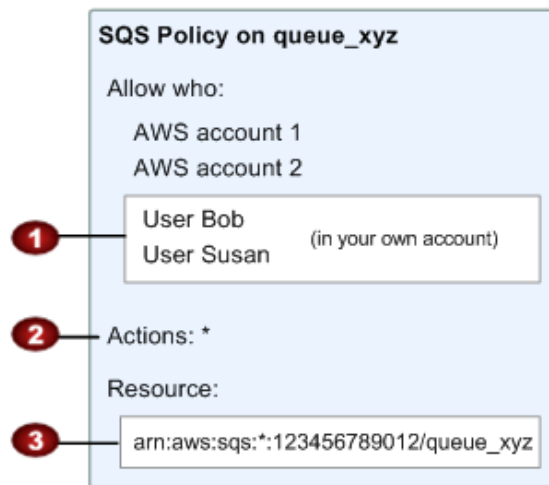 SQS Policy on queue_xyz
Allow who:
AWS account 1
AWS account 2
1
User Bob
User Susan
(in your own account)
2
Actions: *
Resource:
3
arn:aws:sqs:*:123456789012/queue_xyz